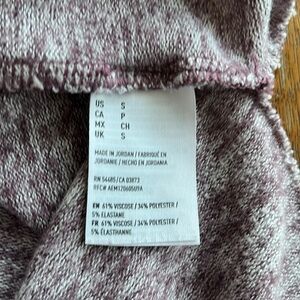 US S
CA P
MX CH
UK S
MADE IN JORDAN / FABRIQUÉ EN
JORDANIE / HECHO EN JORDANIA
RN 54485/CA 03873
RFC# AEM1706050
EN 61% VISCOSE / 34% POLYESTER /
5% ELASTANE
FR 61% VISCOSE / 34% POLYESTER /
5% ÉLASTHANNE